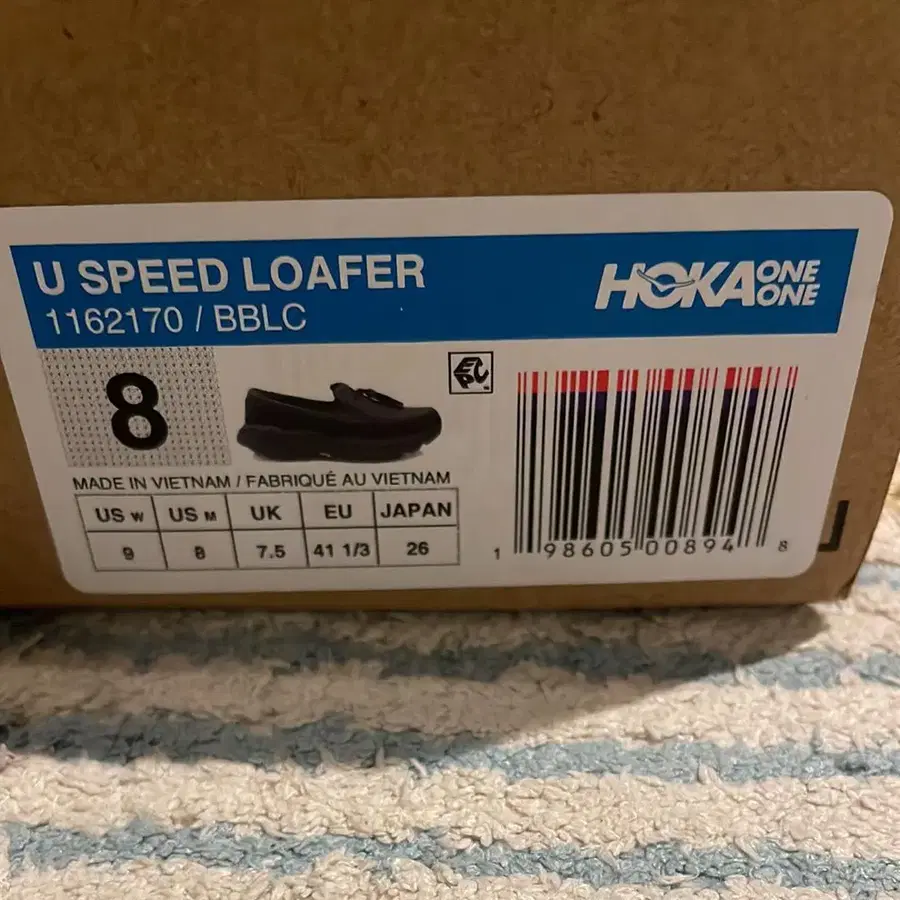 U SPEED LOAFER
HOKA ONE ONE
1162170 / BBLC
8
EPC
MADE IN VIETNAM / FABRIQUÉ AU VIETNAM
US W US M UK EU JAPAN
9 8 7.5 41 1/3 26
1 98605 00894 8